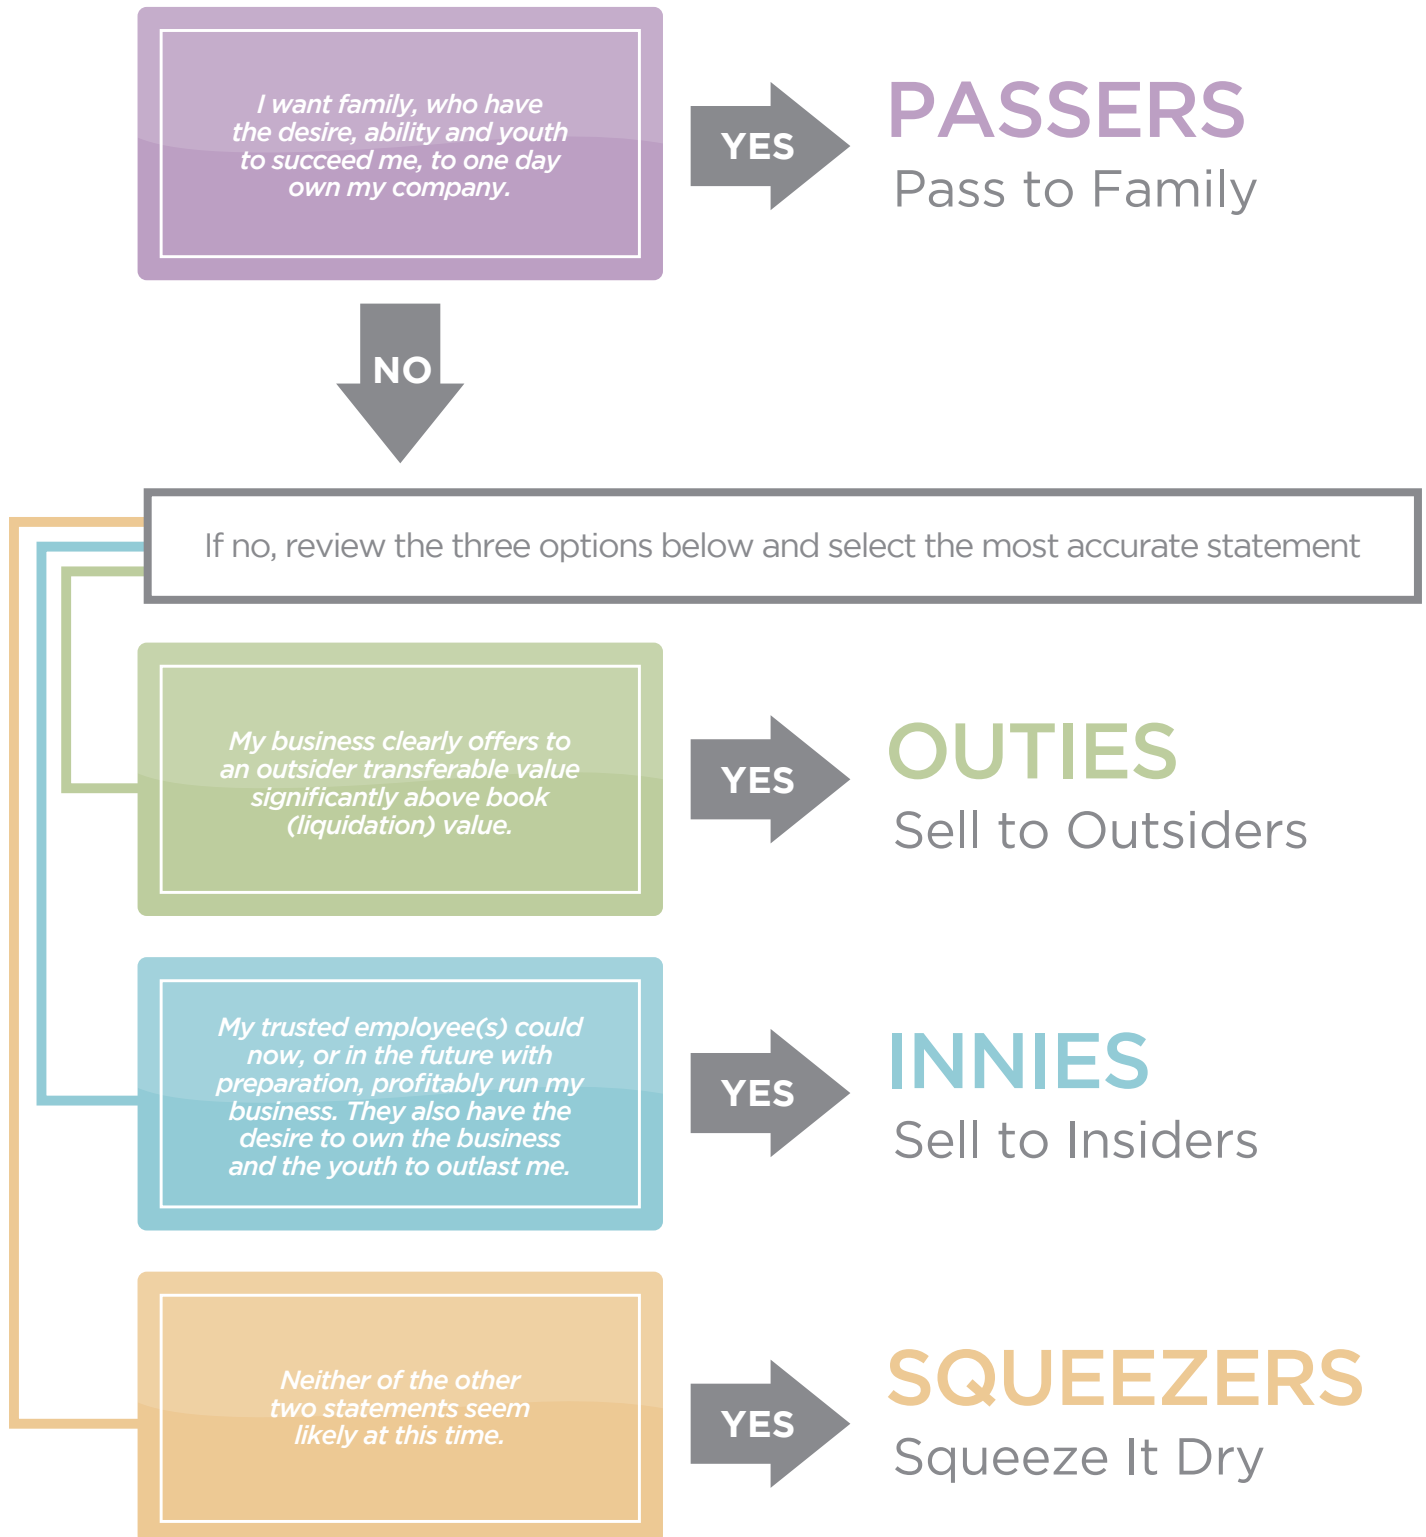 I want family, who have
the desire, ability and youth
to succeed me, to one day
own my company.
YES
PASSERS
Pass to Family
NO
If no, review the three options below and select the most accurate statement
My business clearly offers to
an outsider transferable value
significantly above book
(liquidation) value.
YES
OUTIES
Sell to Outsiders
My trusted employee(s) could
now, or in the future with
preparation, profitably run my
business. They also have the
desire to own the business
and the youth to outlast me.
YES
INNIES
Sell to Insiders
Neither of the other
two statements seem
likely at this time.
YES
SQUEEZERS
Squeeze It Dry